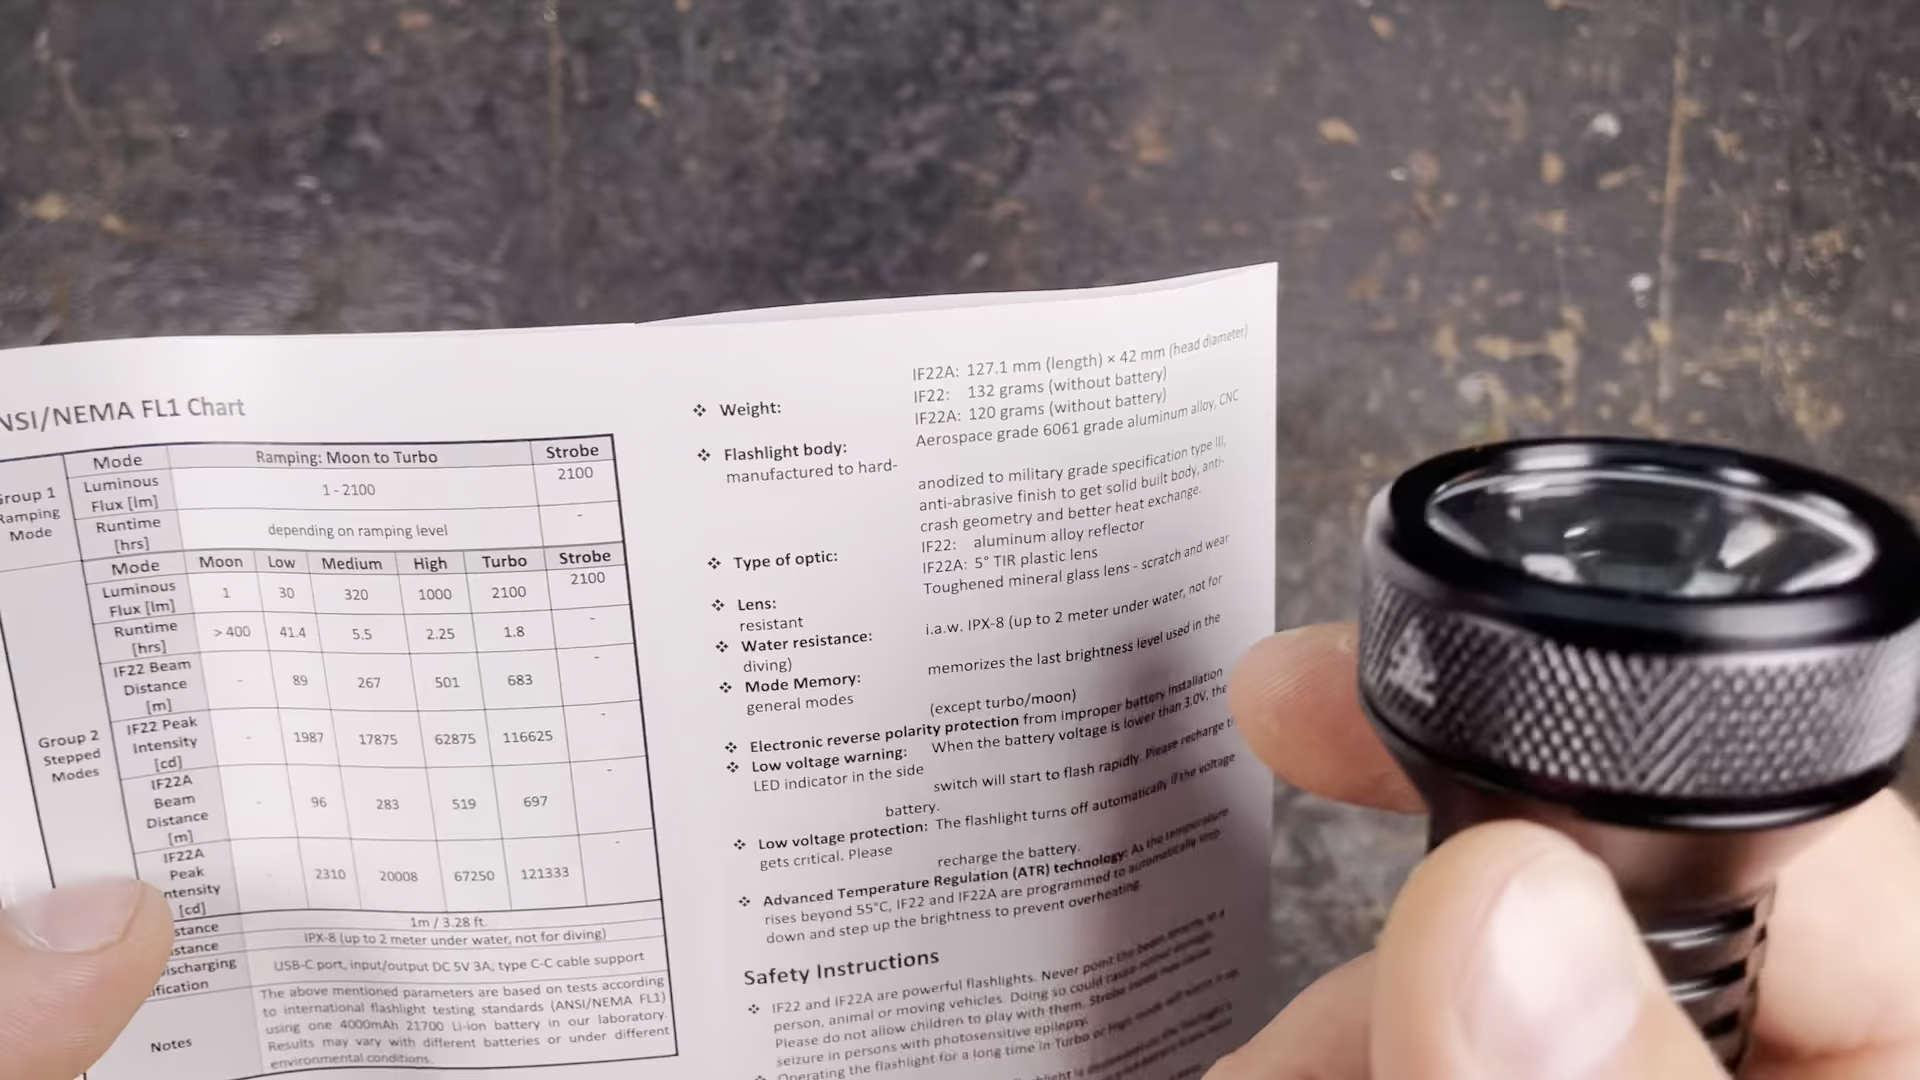 NSI/NEMA FL1 Chart
Group 1
Ramping
Mode
Mode
Ramping: Moon to Turbo
Strobe
Luminous
Flux [lm]
1 - 2100
2100
Runtime
[hrs]
depending on ramping level
-
Group 2
Stepped
Modes
Mode
Moon
Low
Medium
High
Turbo
Strobe
Luminous
Flux [lm]
1
30
320
1000
2100
2100
Runtime
[hrs]
> 400
41.4
5.5
2.25
1.8
-
IF22 Beam
Distance
[m]
-
89
267
501
683
-
IF22 Peak
Intensity
[cd]
-
1987
17875
62875
116625
-
IF22A
Beam
Distance
[m]
-
96
283
519
697
-
IF22A
Peak
ntensity
[cd]
-
2310
20008
67250
121333
-
stance
1m / 3.28 ft.
istance
IPX-8 (up to 2 meter under water, not for diving)
ischarging
ification
USB-C port, input/output DC 5V 3A, type C-C cable support
Notes
The above mentioned parameters are based on tests according
to international flashlight testing standards (ANSI/NEMA FL1)
using one 4000mAh 21700 Li-ion battery in our laboratory.
Results may vary with different batteries or under different
environmental conditions.
IF22A: 127.1 mm (length) × 42 mm (head diameter)
❖ Weight: IF22: 132 grams (without battery)
IF22A: 120 grams (without battery)
❖ Flashlight body: Aerospace grade 6061 grade aluminum alloy, CNC
manufactured to hard-
anodized to military grade specification type III,
anti-abrasive finish to get solid built body, anti-
crash geometry and better heat exchange.
❖ Type of optic: IF22: aluminum alloy reflector
IF22A: 5° TIR plastic lens
❖ Lens: Toughened mineral glass lens - scratch and wear
resistant
❖ Water resistance: i.a.w. IPX-8 (up to 2 meter under water, not for
diving)
❖ Mode Memory: memorizes the last brightness level used in the
general modes
(except turbo/moon)
❖ Electronic reverse polarity protection from improper battery installation
❖ Low voltage warning: When the battery voltage is lower than 3.0V, the
LED indicator in the side
switch will start to flash rapidly. Please recharge t
battery.
❖ Low voltage protection: The flashlight turns off automatically if the voltage
gets critical. Please
recharge the battery.
❖ Advanced Temperature Regulation (ATR) technology: As the temperature
rises beyond 55°C, IF22 and IF22A are programmed to automatically step
down and step up the brightness to prevent overheating.
Safety Instructions
❖ IF22 and IF22A are powerful flashlights. Never point the beam directly at a
person, animal or moving vehicles. Doing so could cause
Please do not allow children to play with them. Strobe could
seizure in persons with photosensitive epilepsy.
❖ Operating the flashlight for a long time in Turbo or High mode will